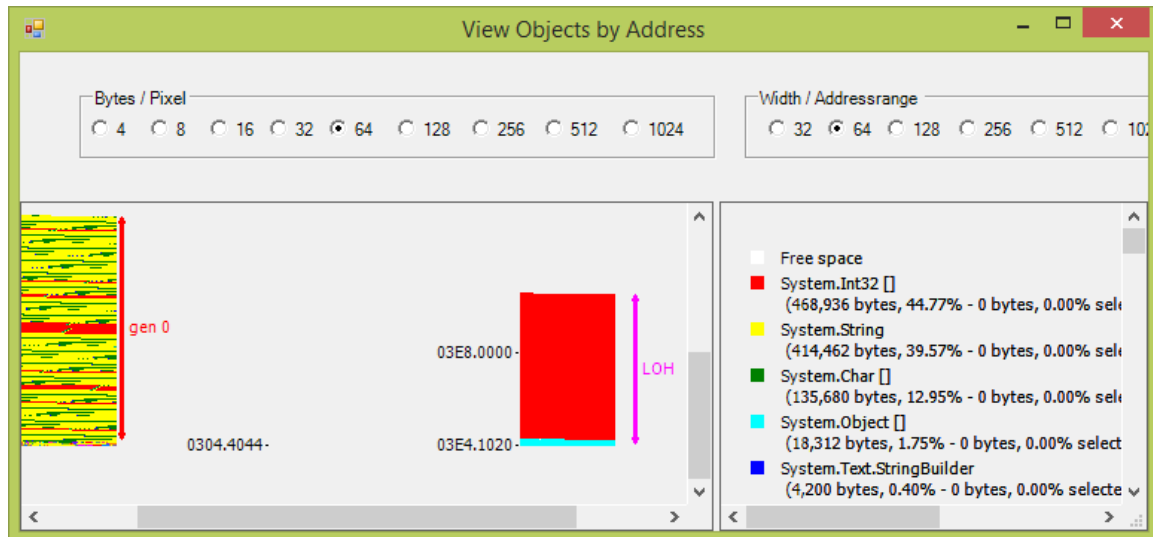 View Objects by Address
Bytes / Pixel
4 8 16 32 64 128 256 512 1024
Width / Addressrange
32 64 128 256 512
gen 0
03E8.0000
LOH
0304.4044
03E4.1020
Free space
System.Int32 []
(468,936 bytes, 44.77% - 0 bytes, 0.00% sele
System.String
(414,462 bytes, 39.57% - 0 bytes, 0.00% sele
System.Char []
(135,680 bytes, 12.95% - 0 bytes, 0.00% sele
System.Object []
(18,312 bytes, 1.75% - 0 bytes, 0.00% select
System.Text.StringBuilder
(4,200 bytes, 0.40% - 0 bytes, 0.00% selecte